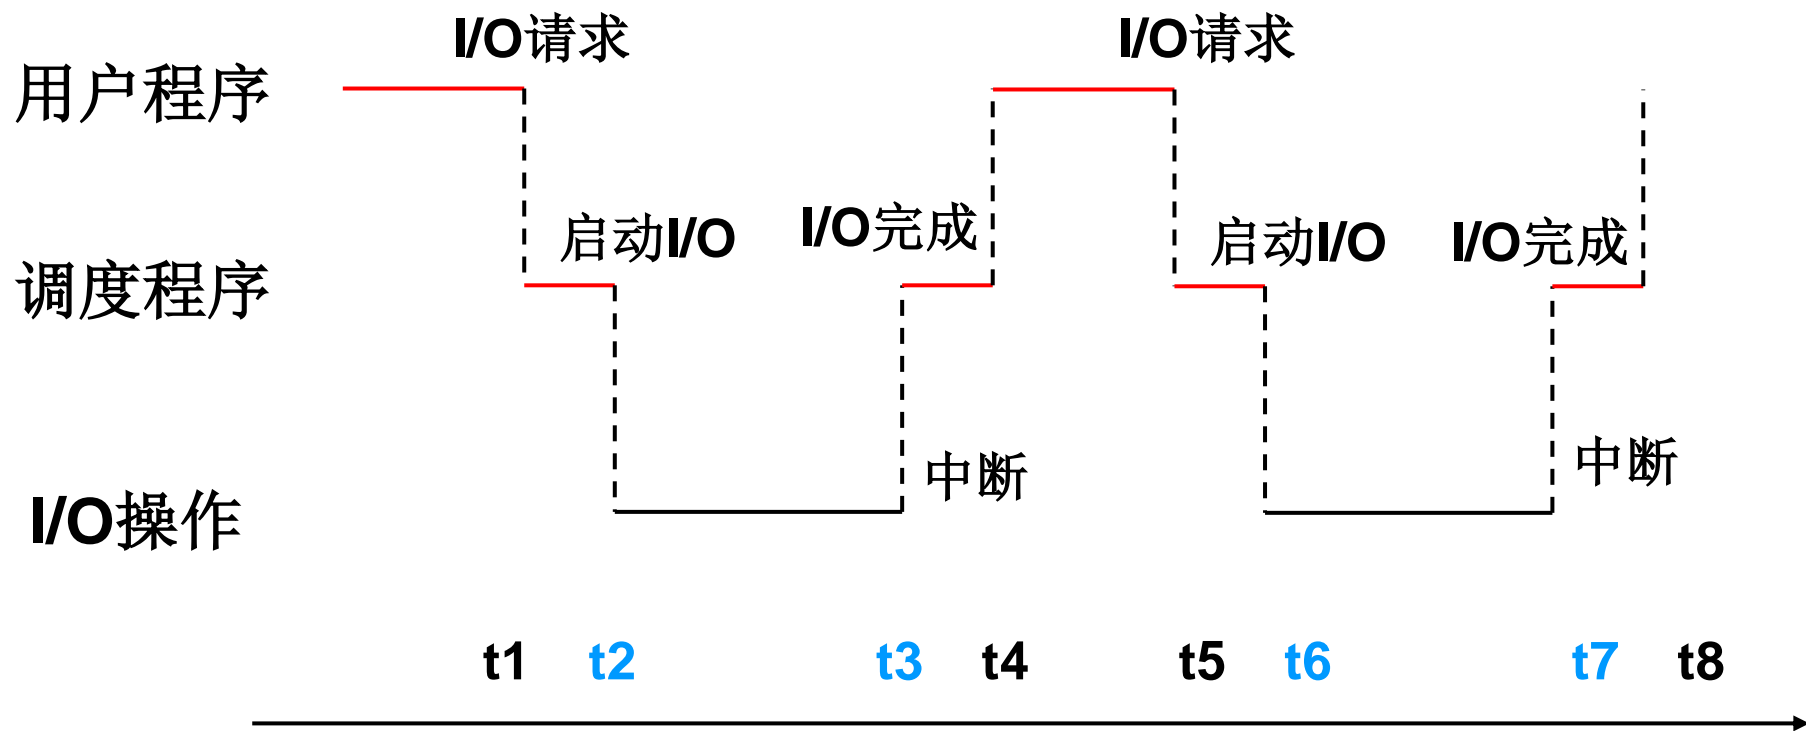 I/O请求
I/O请求
用户程序
启动I/O
I/O完成
启动I/O
I/O完成
调度程序
中断
中断
I/O操作
t1 t2 t3 t4 t5 t6 t7 t8